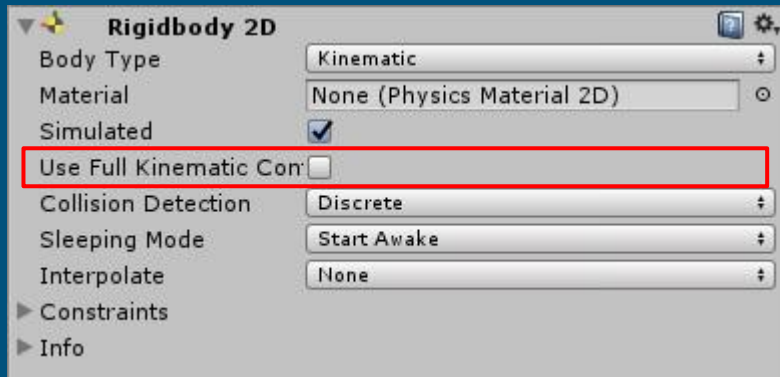 Rigidbody 2D
Body Type Kinematic
Material None (Physics Material 2D)
Simulated
Use Full Kinematic Con
Collision Detection Discrete
Sleeping Mode Start Awake
Interpolate None
Constraints
Info